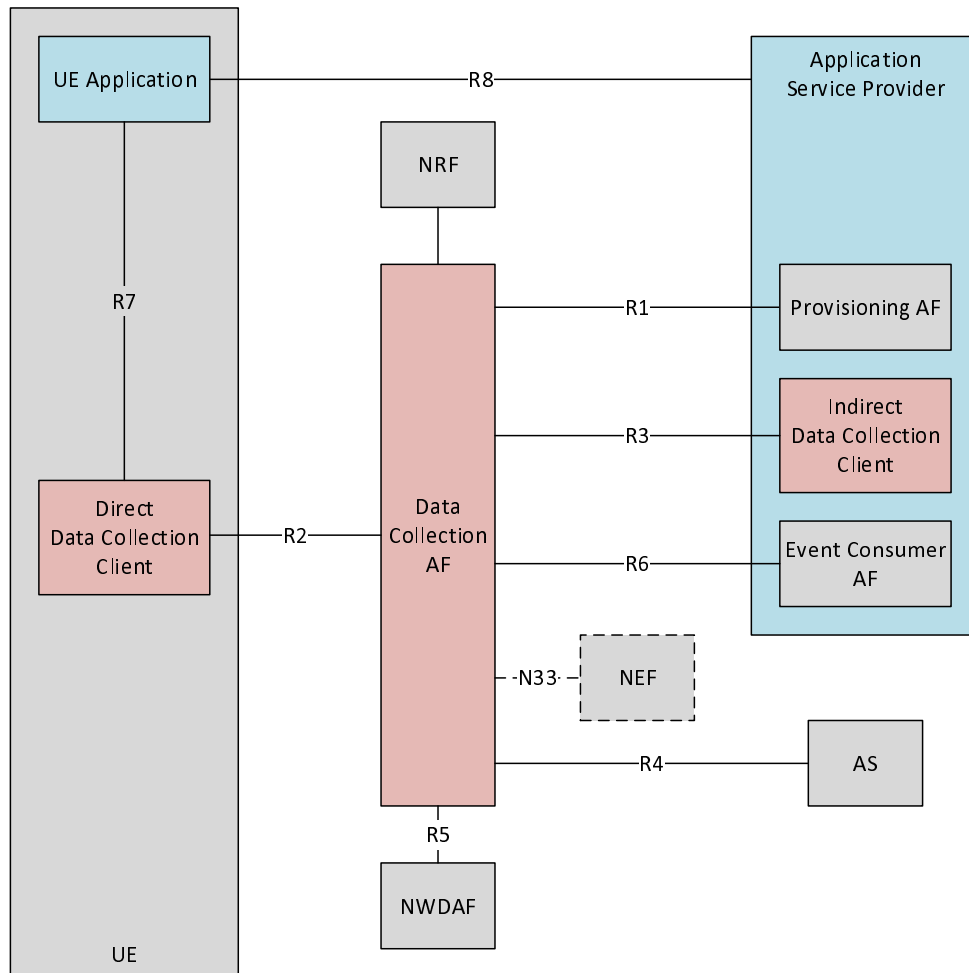 UE Application
R8
Application
Service Provider
NRF
R7
R1
Provisioning AF
R3
Indirect
Data Collection
Client
Direct
Data Collection
Client
R2
Data
Collection
AF
R6
Event Consumer
AF
N33
NEF
R4
AS
R5
NWDAF
UE